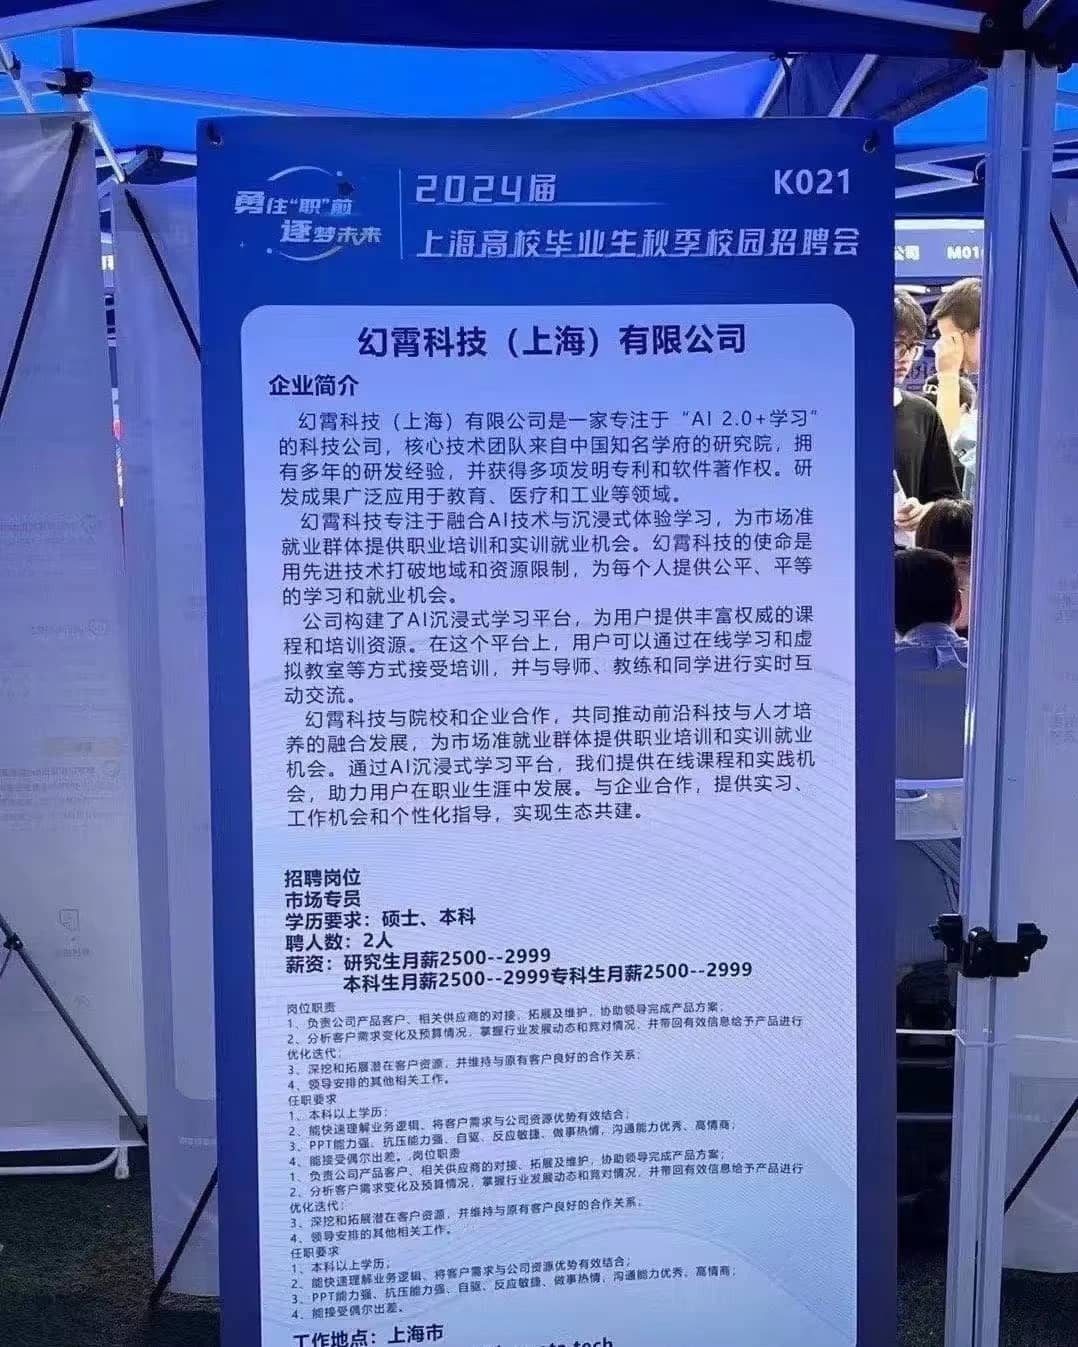 勇往“职”前
逐梦未来
2024届
上海高校毕业生秋季校园招聘会
K021
幻霄科技（上海）有限公司
企业简介
幻霄科技（上海）有限公司是一家专注于“AI 2.0+学习”
的科技公司，核心技术团队来自中国知名学府的研究院，拥
有多年的研发经验，并获得多项发明专利和软件著作权。研
发成果广泛应用于教育、医疗和工业等领域。
幻霄科技专注于融合AI技术与沉浸式体验学习，为市场准
就业群体提供职业培训和实训就业机会。幻霄科技的使命是
用先进技术打破地域和资源限制，为每个人提供公平、平等
的学习和就业机会。
公司构建了AI沉浸式学习平台，为用户提供丰富权威的课
程和培训资源。在这个平台上，用户可以通过在线学习和虚
拟教室等方式接受培训，并与导师、教练和同学进行实时互
动交流。
幻霄科技与院校和企业合作，共同推动前沿科技与人才培
养的融合发展，为市场准就业群体提供职业培训和实训就业
机会。通过AI沉浸式学习平台，我们提供在线课程和实践机
会，助力用户在职业生涯中发展。与企业合作，提供实习、
工作机会和个性化指导，实现生态共建。
招聘岗位
市场专员
学历要求：硕士、本科
聘人数：2人
薪资：研究生月薪2500--2999
本科生月薪2500--2999专科生月薪2500--2999
岗位职责
1、负责公司产品客户、相关供应商的对接、拓展及维护，协助领导完成产品方案；
2、分析客户需求变化及预算情况，掌握行业发展动态和竞对情况，并带回有效信息给予产品进行
优化迭代；
3、深挖和拓展潜在客户资源，并维持与原有客户良好的合作关系；
4、领导安排的其他相关工作。
任职要求
1、本科以上学历；
2、能快速理解业务逻辑、将客户需求与公司资源优势有效结合；
3、PPT能力强、抗压能力强、自驱、反应敏捷、做事热情，沟通能力优秀、高情商；
4、能接受偶尔出差。.岗位职责
1、负责公司产品客户、相关供应商的对接、拓展及维护，协助领导完成产品方案；
2、分析客户需求变化及预算情况，掌握行业发展动态和竞对情况，并带回有效信息给予产品进行
优化迭代；
3、深挖和拓展潜在客户资源，并维持与原有客户良好的合作关系；
4、领导安排的其他相关工作。
任职要求
1、本科以上学历；
2、能快速理解业务逻辑、将客户需求与公司资源优势有效结合；
3、PPT能力强、抗压能力强、自驱、反应敏捷、做事热情，沟通能力优秀、高情商；
4、能接受偶尔出差。
工作地点：上海市